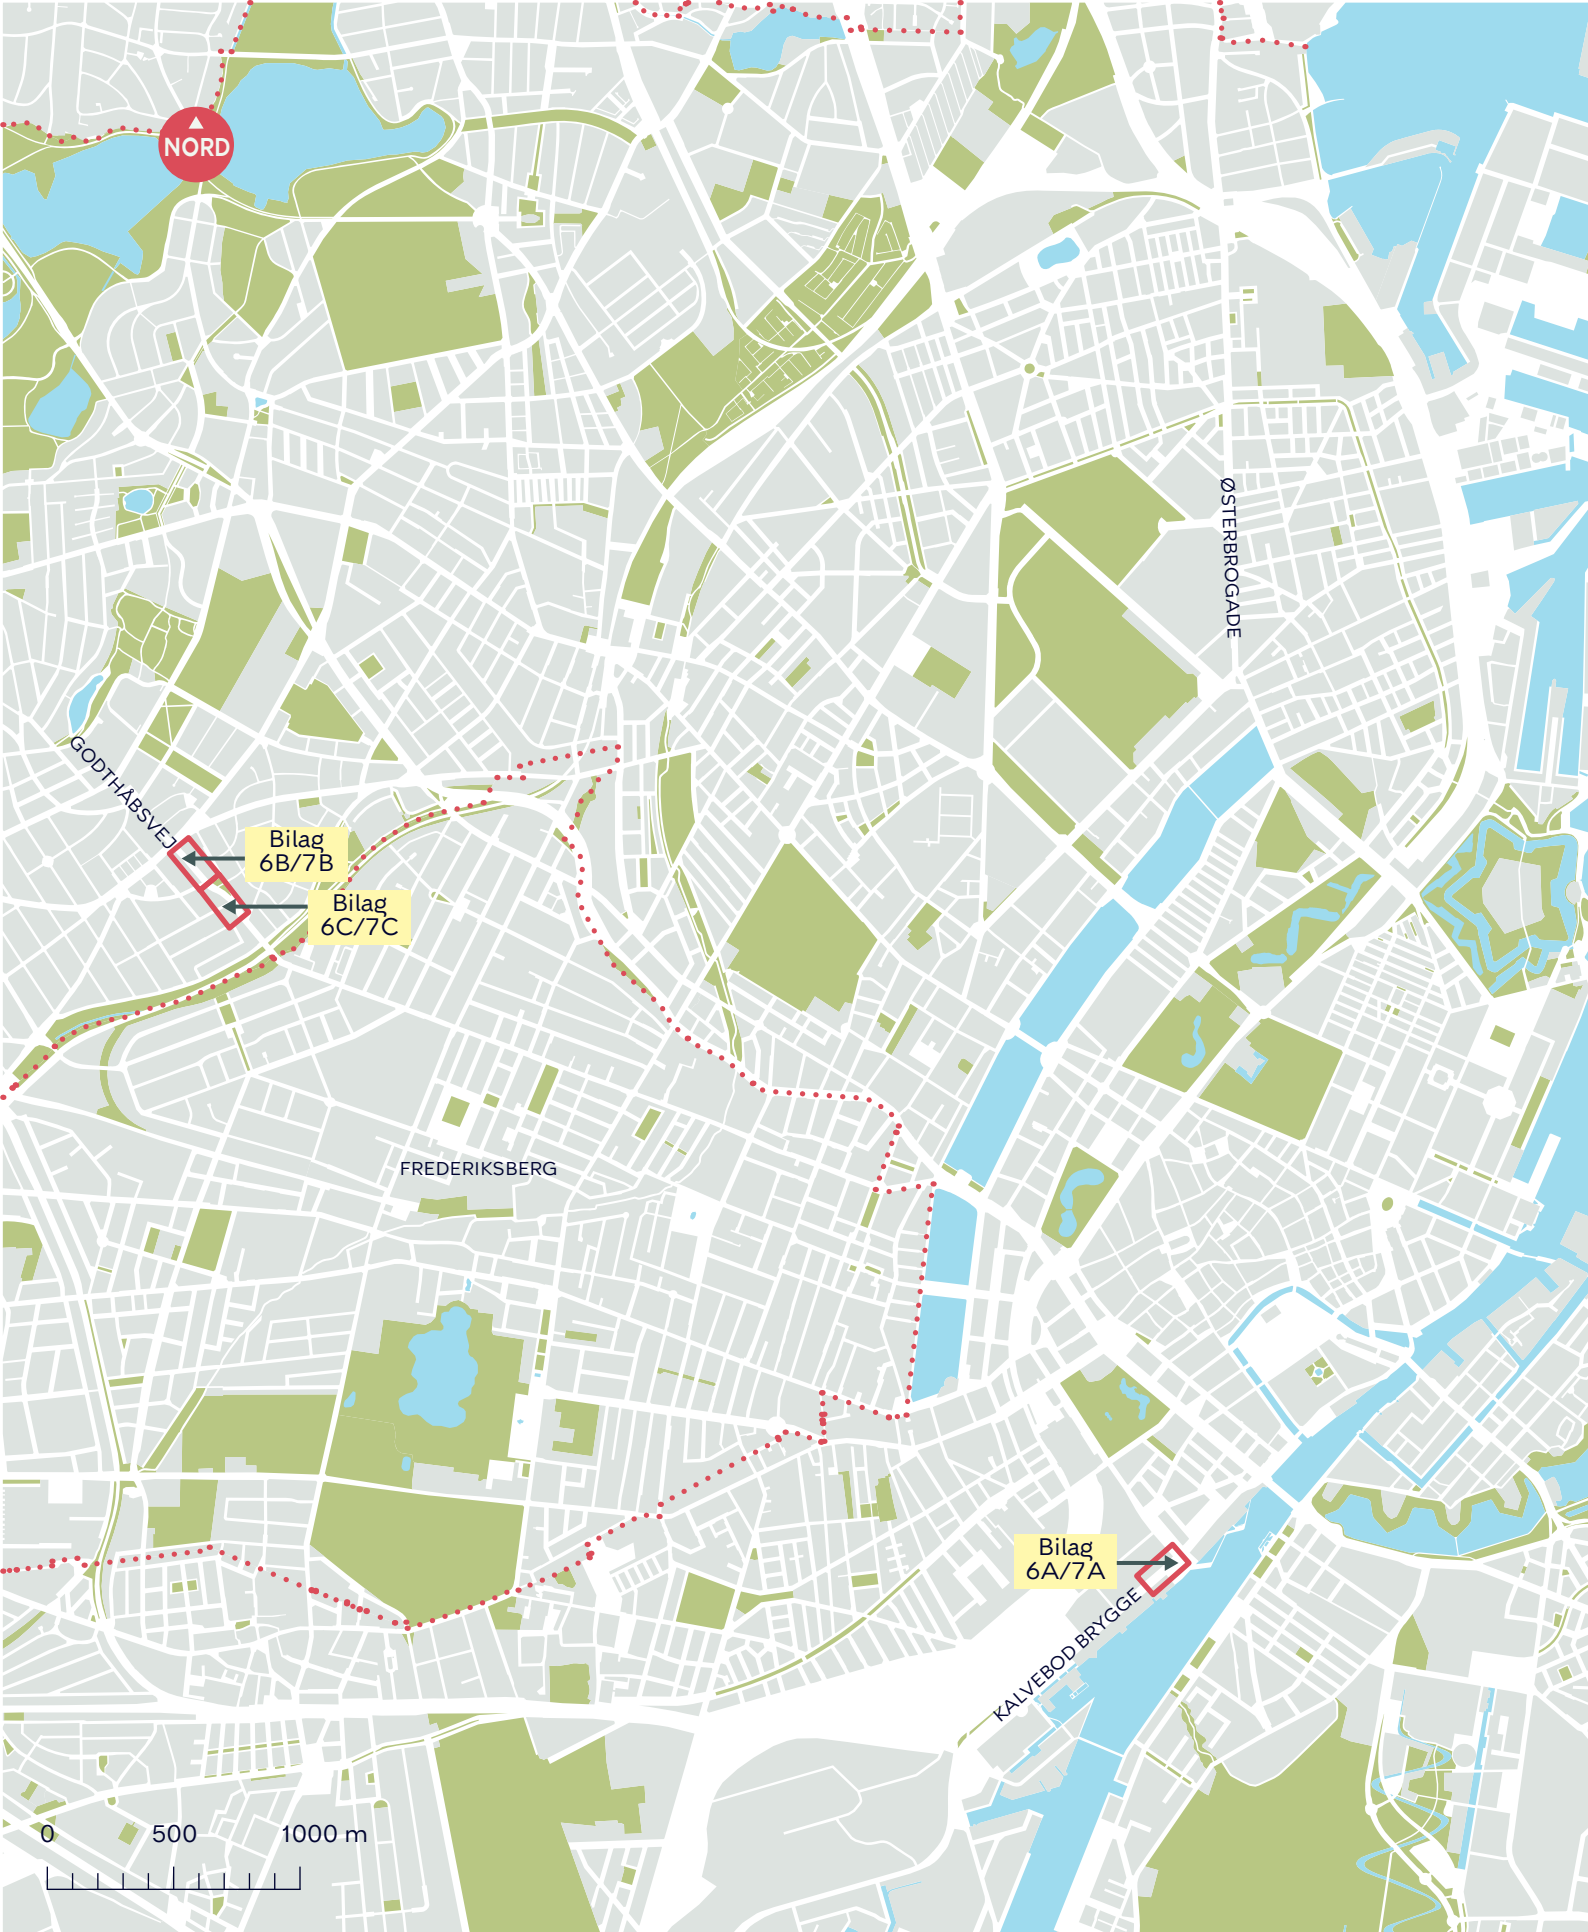 NORD
ØSTERBROGADE
GODTHÅBSVEJ
Bilag
6B/7B
Bilag
6C/7C
FREDERIKSBERG
Bilag
6A/7A
KALVEBOD BRYGGE
0 500 1000 m